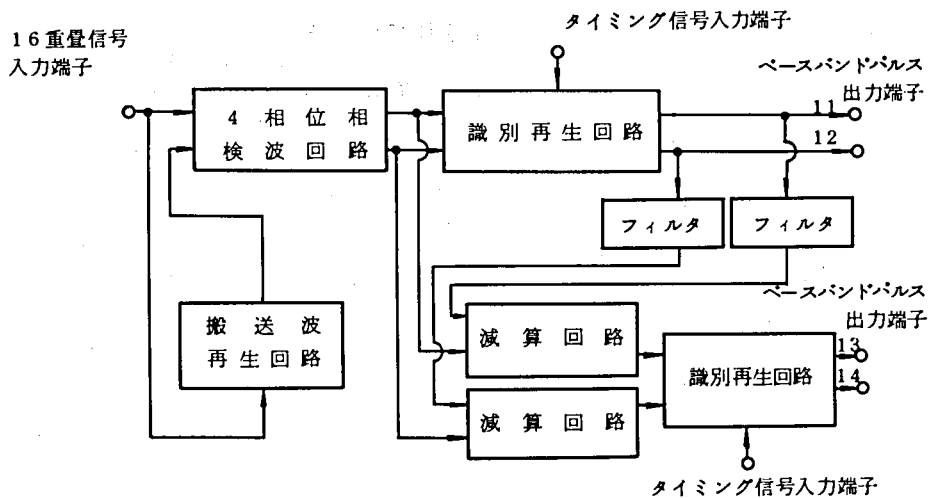 タイミング信号入力端子
16重畳信号
入力端子
ベースバンドパルス
出力端子
11
12
4相位相
検波回路
識別再生回路
フィルタ
フィルタ
ベースバンドパルス
出力端子
搬送波
再生回路
減算回路
減算回路
識別再生回路
13
14
タイミング信号入力端子